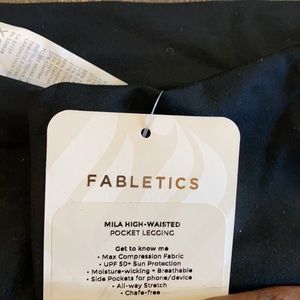 FABLETICS
MILA HIGH-WAISTED
POCKET LEGGING
Get to know me
• Max Compression Fabric
• UPF 50+ Sun Protection
• Moisture-wicking + Breathable
• Side Pockets for phone/device
• All-way Stretch
• Chafe-free